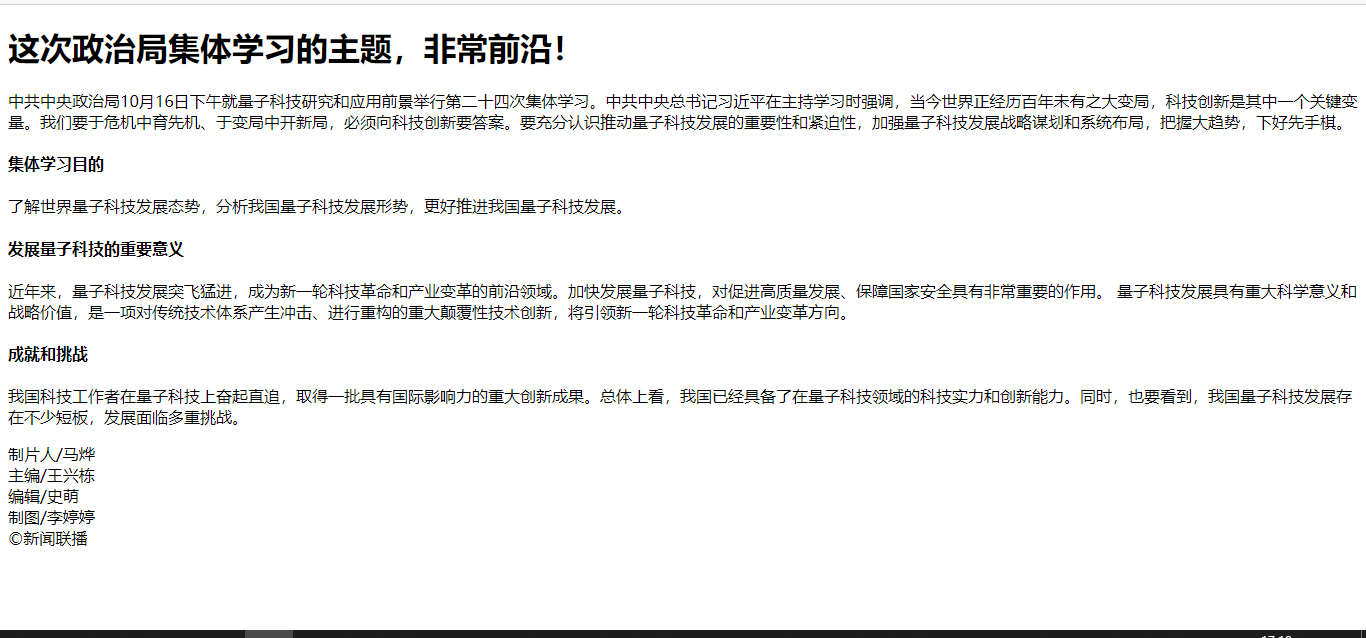 这次政治局集体学习的主题，非常前沿！
中共中央政治局10月16日下午就量子科技研究和应用前景举行第二十四次集体学习。中共中央总书记习近平在主持学习时强调，当今世界正经历百年未有之大变局，科技创新是其中一个关键变
量。我们要于危机中育先机、于变局中开新局，必须向科技创新要答案。要充分认识推动量子科技发展的重要性和紧迫性，加强量子科技发展战略谋划和系统布局，把握大趋势，下好先手棋。
集体学习目的
了解世界量子科技发展态势，分析我国量子科技发展形势，更好推进我国量子科技发展。
发展量子科技的重要意义
近年来，量子科技发展突飞猛进，成为新一轮科技革命和产业变革的前沿领域。加快发展量子科技，对促进高质量发展、保障国家安全具有非常重要的作用。 量子科技发展具有重大科学意义和
战略价值，是一项对传统技术体系产生冲击、进行重构的重大颠覆性技术创新，将引领新一轮科技革命和产业变革方向。
成就和挑战
我国科技工作者在量子科技上奋起直追，取得一批具有国际影响力的重大创新成果。总体上看，我国已经具备了在量子科技领域的科技实力和创新能力。同时，也要看到，我国量子科技发展存
在不少短板，发展面临多重挑战。
制片人/马烨
主编/王兴栋
编辑/史萌
制图/李婷婷
©新闻联播